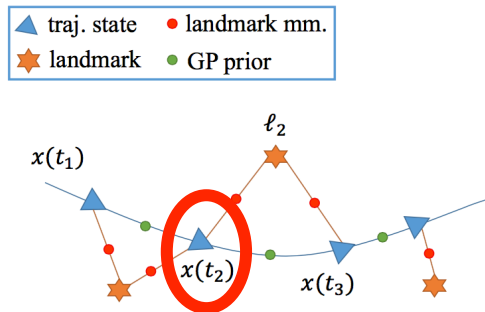 traj. state
landmark mm.
landmark
GP prior
ℓ₂
x(t₁)
x(t₂)
x(t₃)